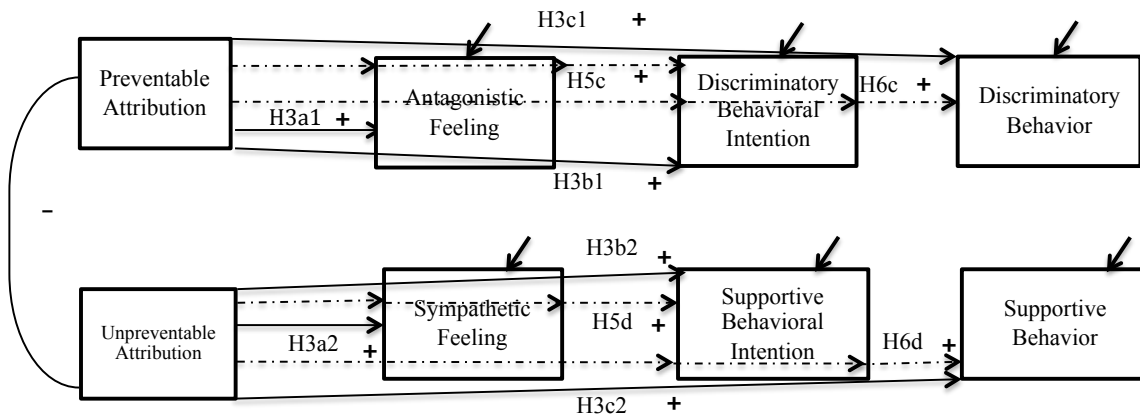 H3c1 +
Preventable
Attribution
H5c +
H6c +
Antagonistic
Feeling
Discriminatory
Behavioral
Intention
Discriminatory
Behavior
H3a1 +
H3b1 +
-
H3b2 +
Unpreventable
Attribution
Sympathetic
Feeling
H5d +
Supportive
Behavioral
Intention
Supportive
Behavior
H3a2 +
H6d +
H3c2 +